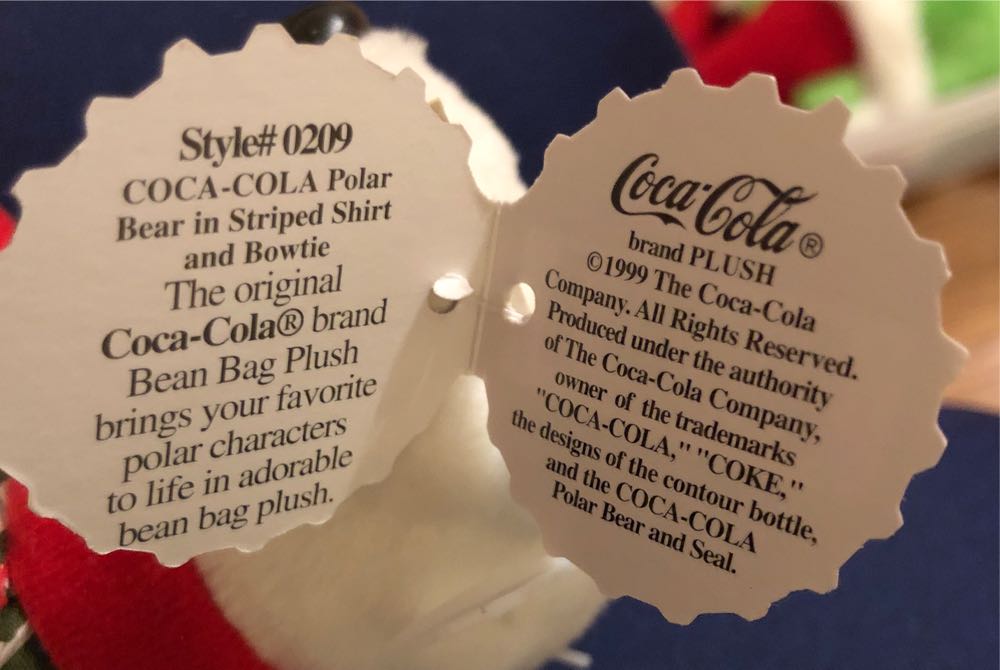 Style# 0209
COCA-COLA Polar
Bear in Striped Shirt
and Bowtie
The original
Coca-Cola® brand
Bean Bag Plush
brings your favorite
polar characters
to life in adorable
bean bag plush.
Coca-Cola®
brand PLUSH
©1999 The Coca-Cola
Company. All Rights Reserved.
Produced under the authority
of The Coca-Cola Company,
owner of the trademarks
"COCA-COLA," "COKE,"
the designs of the contour bottle,
and the COCA-COLA
Polar Bear and Seal.